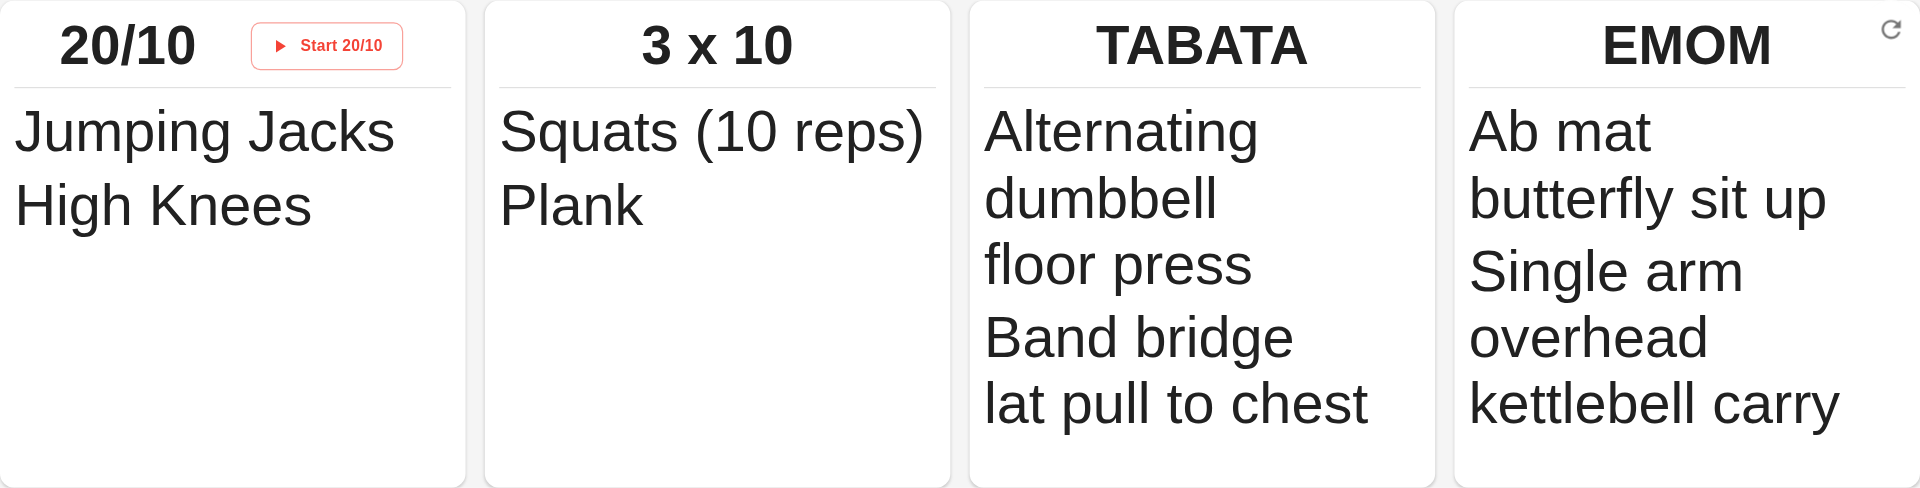 20/10
Start 20/10
Jumping Jacks
High Knees
3 x 10
Squats (10 reps)
Plank
TABATA
Alternating
dumbbell
floor press
Band bridge
lat pull to chest
EMOM
Ab mat
butterfly sit up
Single arm
overhead
kettlebell carry